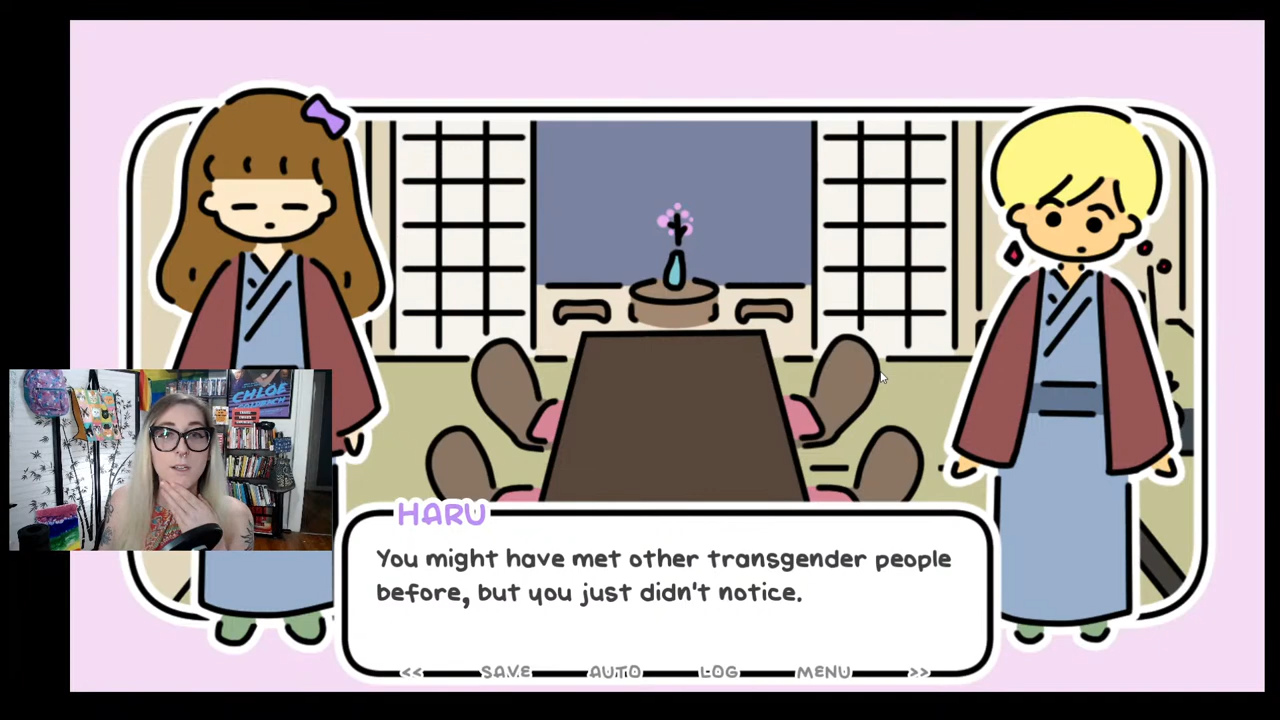 CHLOE
HARU
You might have met other transgender people
before, but you just didn't notice.
<< SAVE AUTO LOG MENU >>